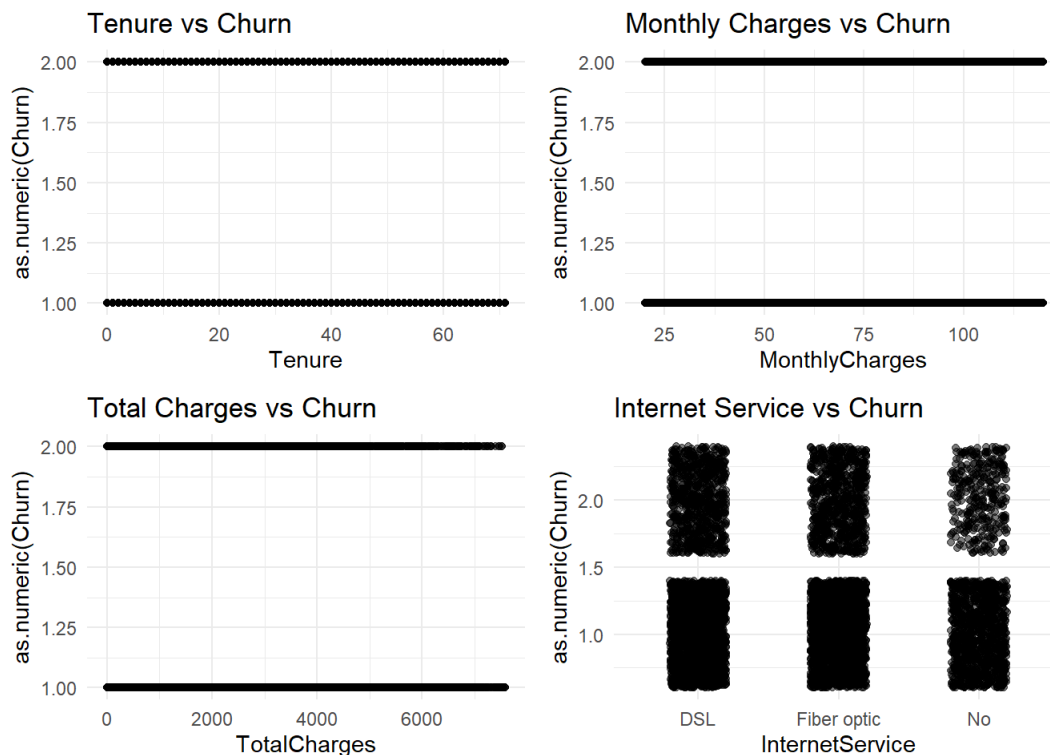 Tenure vs Churn
as.numeric(Churn)
2.00
1.75
1.50
1.25
1.00
0 20 40 60
Tenure
Monthly Charges vs Churn
as.numeric(Churn)
2.00
1.75
1.50
1.25
1.00
25 50 75 100
MonthlyCharges
Total Charges vs Churn
as.numeric(Churn)
2.00
1.75
1.50
1.25
1.00
0 2000 4000 6000
TotalCharges
Internet Service vs Churn
as.numeric(Churn)
2.0
1.5
1.0
DSL Fiber optic No
InternetService